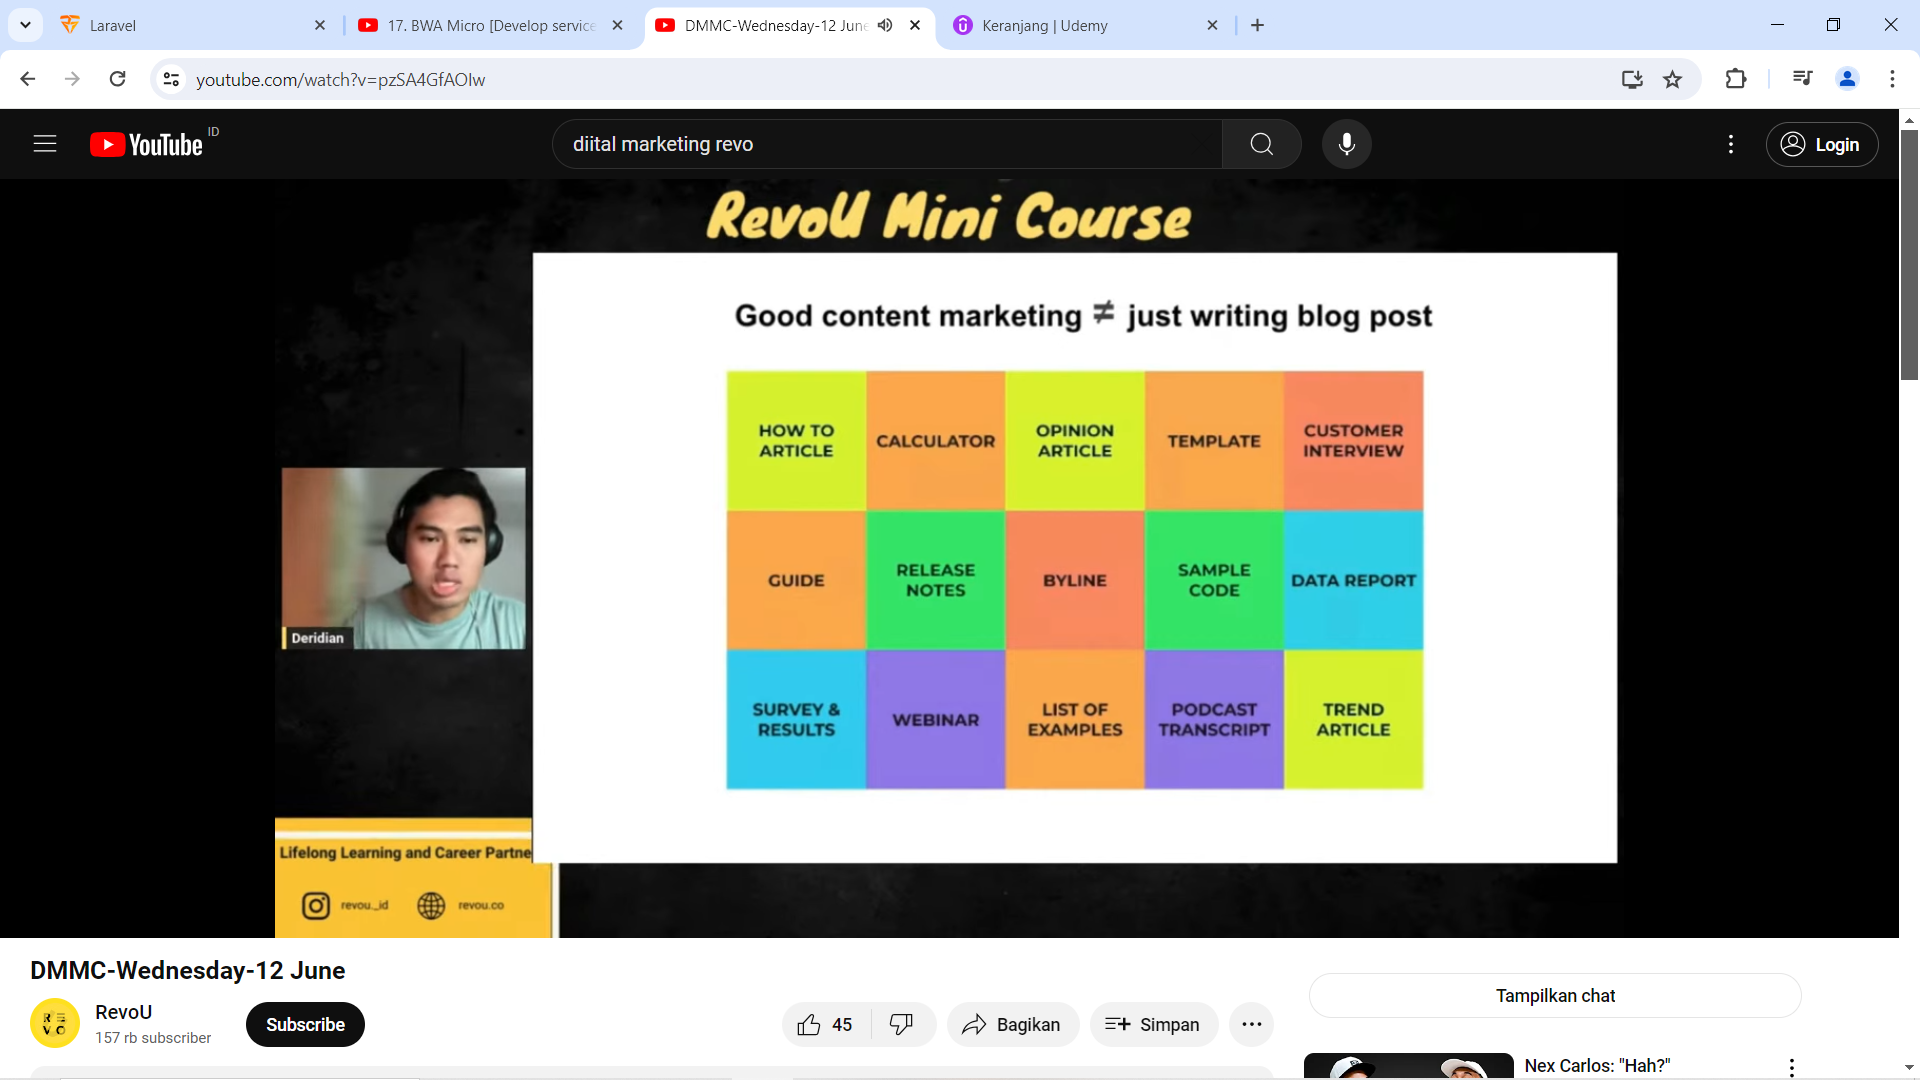 Laravel
17. BWA Micro [Develop service
DMMC-Wednesday-12 June
Keranjang | Udemy
youtube.com/watch?v=pzSA4GfAOIw
YouTube ID
diital marketing revo
Login
RevoU Mini Course
Good content marketing ≠ just writing blog post
HOW TO
ARTICLE
CALCULATOR
OPINION
ARTICLE
TEMPLATE
CUSTOMER
INTERVIEW
GUIDE
RELEASE
NOTES
BYLINE
SAMPLE
CODE
DATA REPORT
SURVEY &
RESULTS
WEBINAR
LIST OF
EXAMPLES
PODCAST
TRANSCRIPT
TREND
ARTICLE
Deridian
Lifelong Learning and Career Partne
revou_id
revou.co
DMMC-Wednesday-12 June
RevoU
157 rb subscriber
Subscribe
45
Bagikan
Simpan
Tampilkan chat
Nex Carlos: "Hah?"